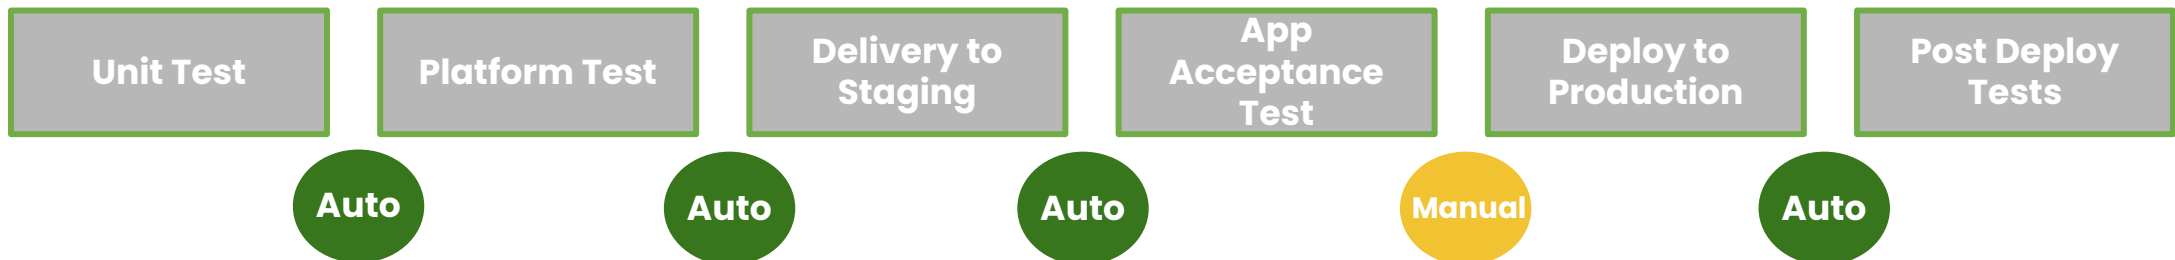 Unit Test
Platform Test
Delivery to
Staging
App
Acceptance
Test
Deploy to
Production
Post Deploy
Tests
Auto
Auto
Auto
Manual
Auto